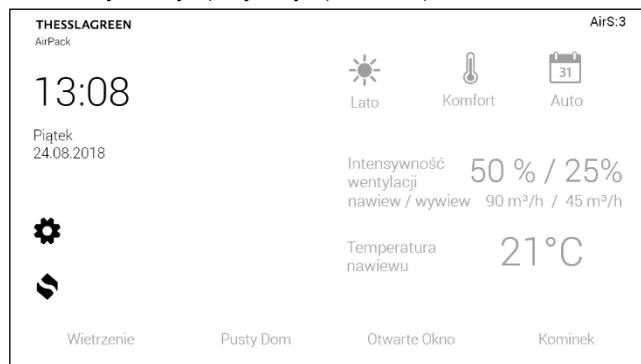 THESSLAGREEN
AirPack
AirS:3
13:08
Piątek
24.08.2018
31
Lato
Komfort
Auto
Intensywność
wentylacji
nawiew / wywiew
50 % / 25%
90 m³/h / 45 m³/h
Temperatura
nawiewu
21°C
Wietrzenie
Pusty Dom
Otwarte Okno
Kominek